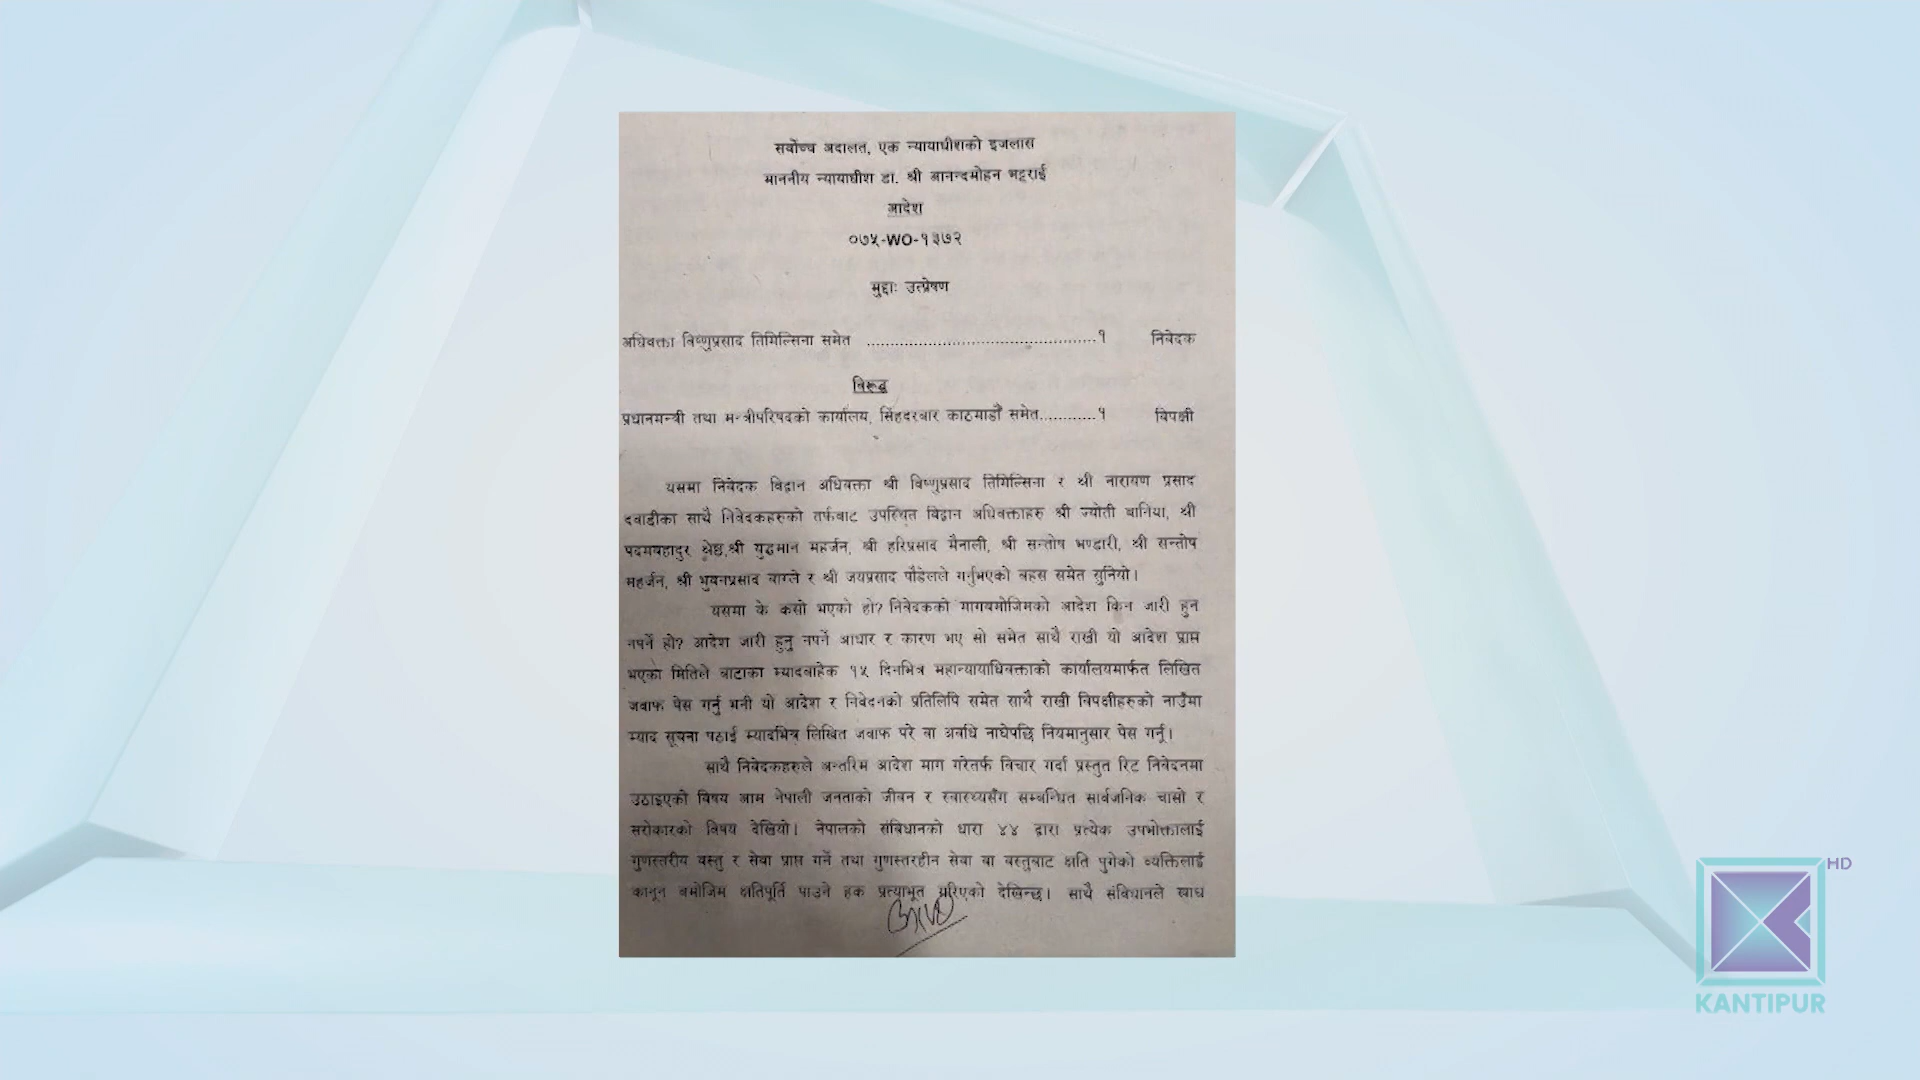 सर्वोच्च अदालत, एक न्यायाधीशको इजलास
माननीय न्यायाधीश डा. श्री आनन्दमोहन भट्टराई
आदेश
०७५-WO-१३७२
मुद्दाः उत्प्रेषण
अधिवक्ता विष्णुप्रसाद तिमिल्सिना समेत ................................................१ निवेदक
विरूद्ध
प्रधानमन्त्री तथा मन्त्रीपरिषदको कार्यालय, सिंहदरबार काठमाडौँ समेत............१ विपक्षी
यसमा निवेदक विद्वान अधिवक्ता श्री विष्णुप्रसाद तिमिल्सिना र श्री नारायण प्रसाद
दवाडीका साथै निवेदकहरुको तर्फबाट उपस्थित विद्वान अधिवक्ताहरु श्री ज्योती बानिया, श्री
पदमबहादुर श्रेष्ठ,श्री युद्धमान महर्जन, श्री हरिप्रसाद मैनाली, श्री सन्तोष भण्डारी, श्री सन्तोष
महर्जन, श्री भुवनप्रसाद वाग्ले र श्री जयप्रसाद पौडेलले गर्नुभएको बहस समेत सुनियो।
यसमा के कसो भएको हो? निवेदकको मागबमोजिमको आदेश किन जारी हुन
नपर्ने हो? आदेश जारी हुनु नपर्ने आधार र कारण भए सो समेत साथै राखी यो आदेश प्राप्त
भएको मितिले बाटाका म्यादबाहेक १५ दिनभित्र महान्यायाधिवक्ताको कार्यालयमार्फत लिखित
जवाफ पेस गर्नु भनी यो आदेश र निवेदनको प्रतिलिपि समेत साथै राखी विपक्षीहरुको नाउँमा
म्याद सूचना पठाई म्यादभित्र लिखित जवाफ परे वा अवधि नाघेपछि नियमानुसार पेस गर्नू।
साथै निवेदकहरुले अन्तरिम आदेश माग गरेतर्फ विचार गर्दा प्रस्तुत रिट निवेदनमा
उठाइएको विषय आम नेपाली जनताको जीवन र स्वास्थ्यसँग सम्बन्धित सार्वजनिक चासो र
सरोकारको विषय देखियो। नेपालको संविधानको धारा ४४ द्वारा प्रत्येक उपभोक्तालाई
गुणस्तरीय वस्तु र सेवा प्राप्त गर्ने तथा गुणस्तरहीन सेवा वा वस्तुबाट क्षति पुगेको व्यक्तिलाई
कानून बमोजिम क्षतिपूर्ति पाउने हक प्रत्याभूत गरिएको देखिन्छ। साथै संविधानले खाद्य
HD
KANTIPUR